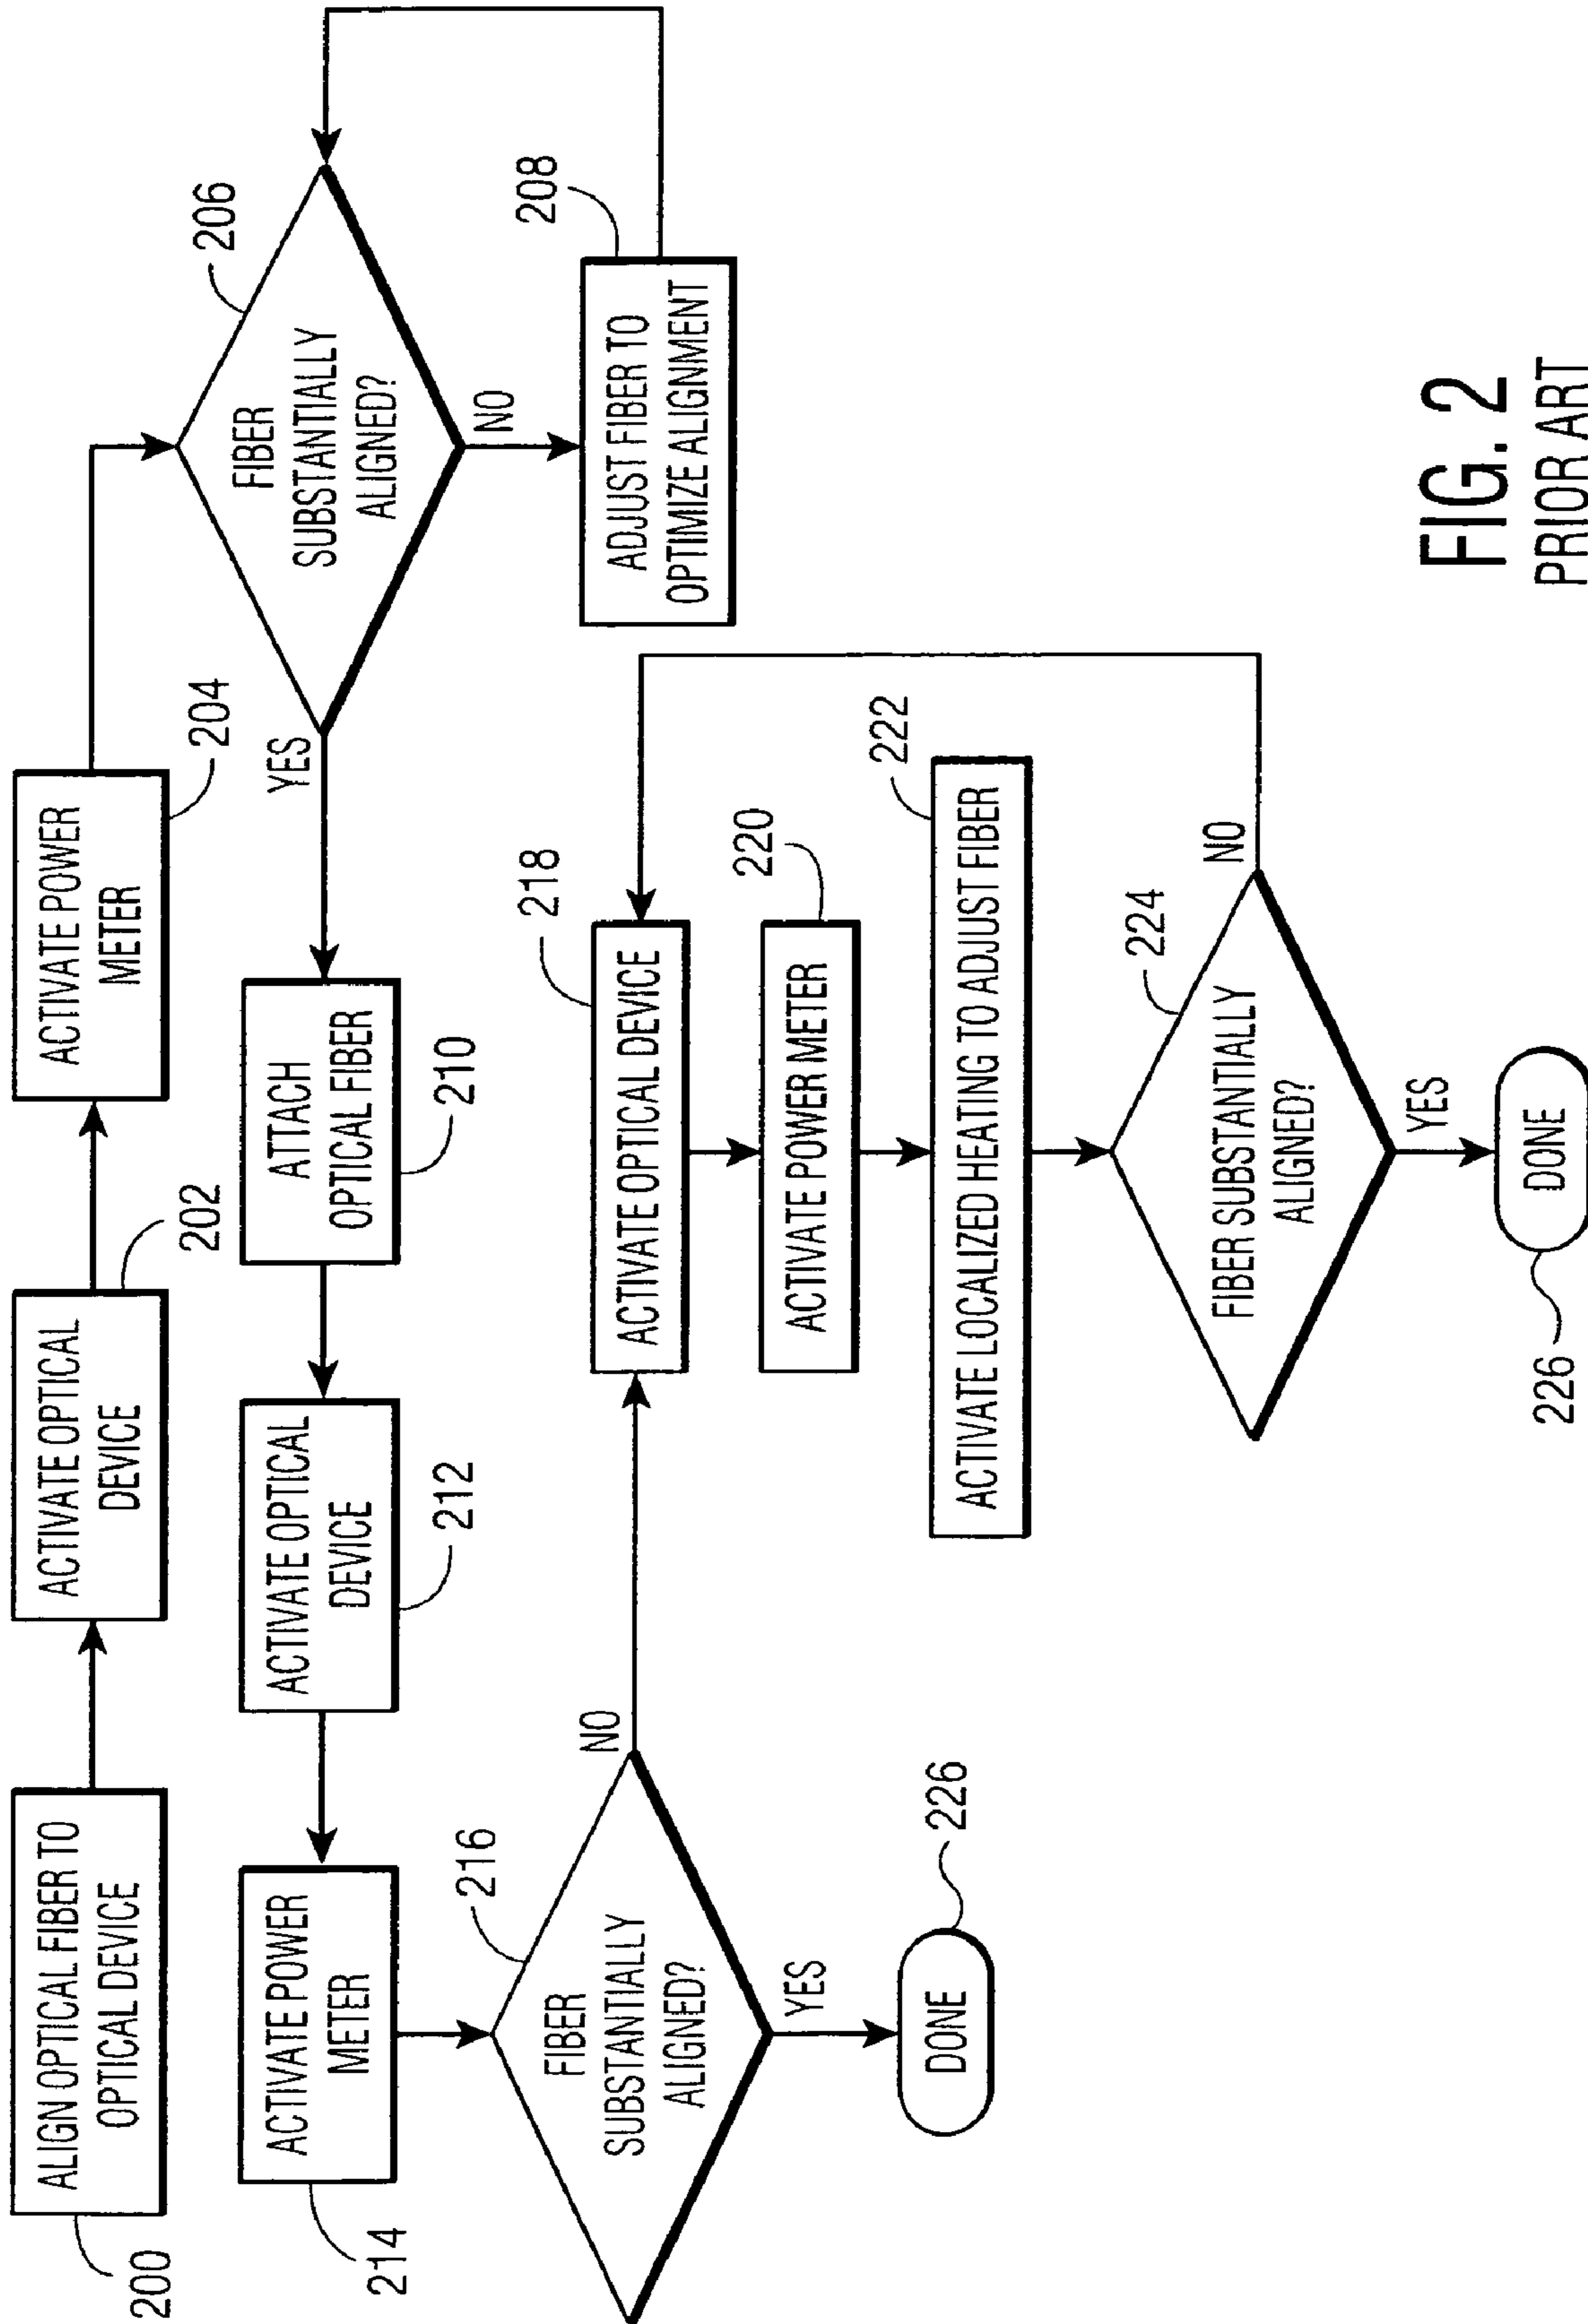 ALIGN OPTICAL FIBER TO
OPTICAL DEVICE
200
ACTIVATE OPTICAL
DEVICE
202
ACTIVATE POWER
METER
204
FIBER
SUBSTANTIALLY
ALIGNED?
206
NO
ADJUST FIBER TO
OPTIMIZE ALIGNMENT
208
YES
ATTACH
OPTICAL FIBER
210
ACTIVATE OPTICAL
DEVICE
212
ACTIVATE POWER
METER
214
FIBER
SUBSTANTIALLY
ALIGNED?
216
YES
DONE
226
NO
ACTIVATE OPTICAL DEVICE
218
ACTIVATE POWER METER
220
ACTIVATE LOCALIZED HEATING TO ADJUST FIBER
222
FIBER SUBSTANTIALLY
ALIGNED?
224
NO
YES
DONE
226
FIG. 2
PRIOR ART